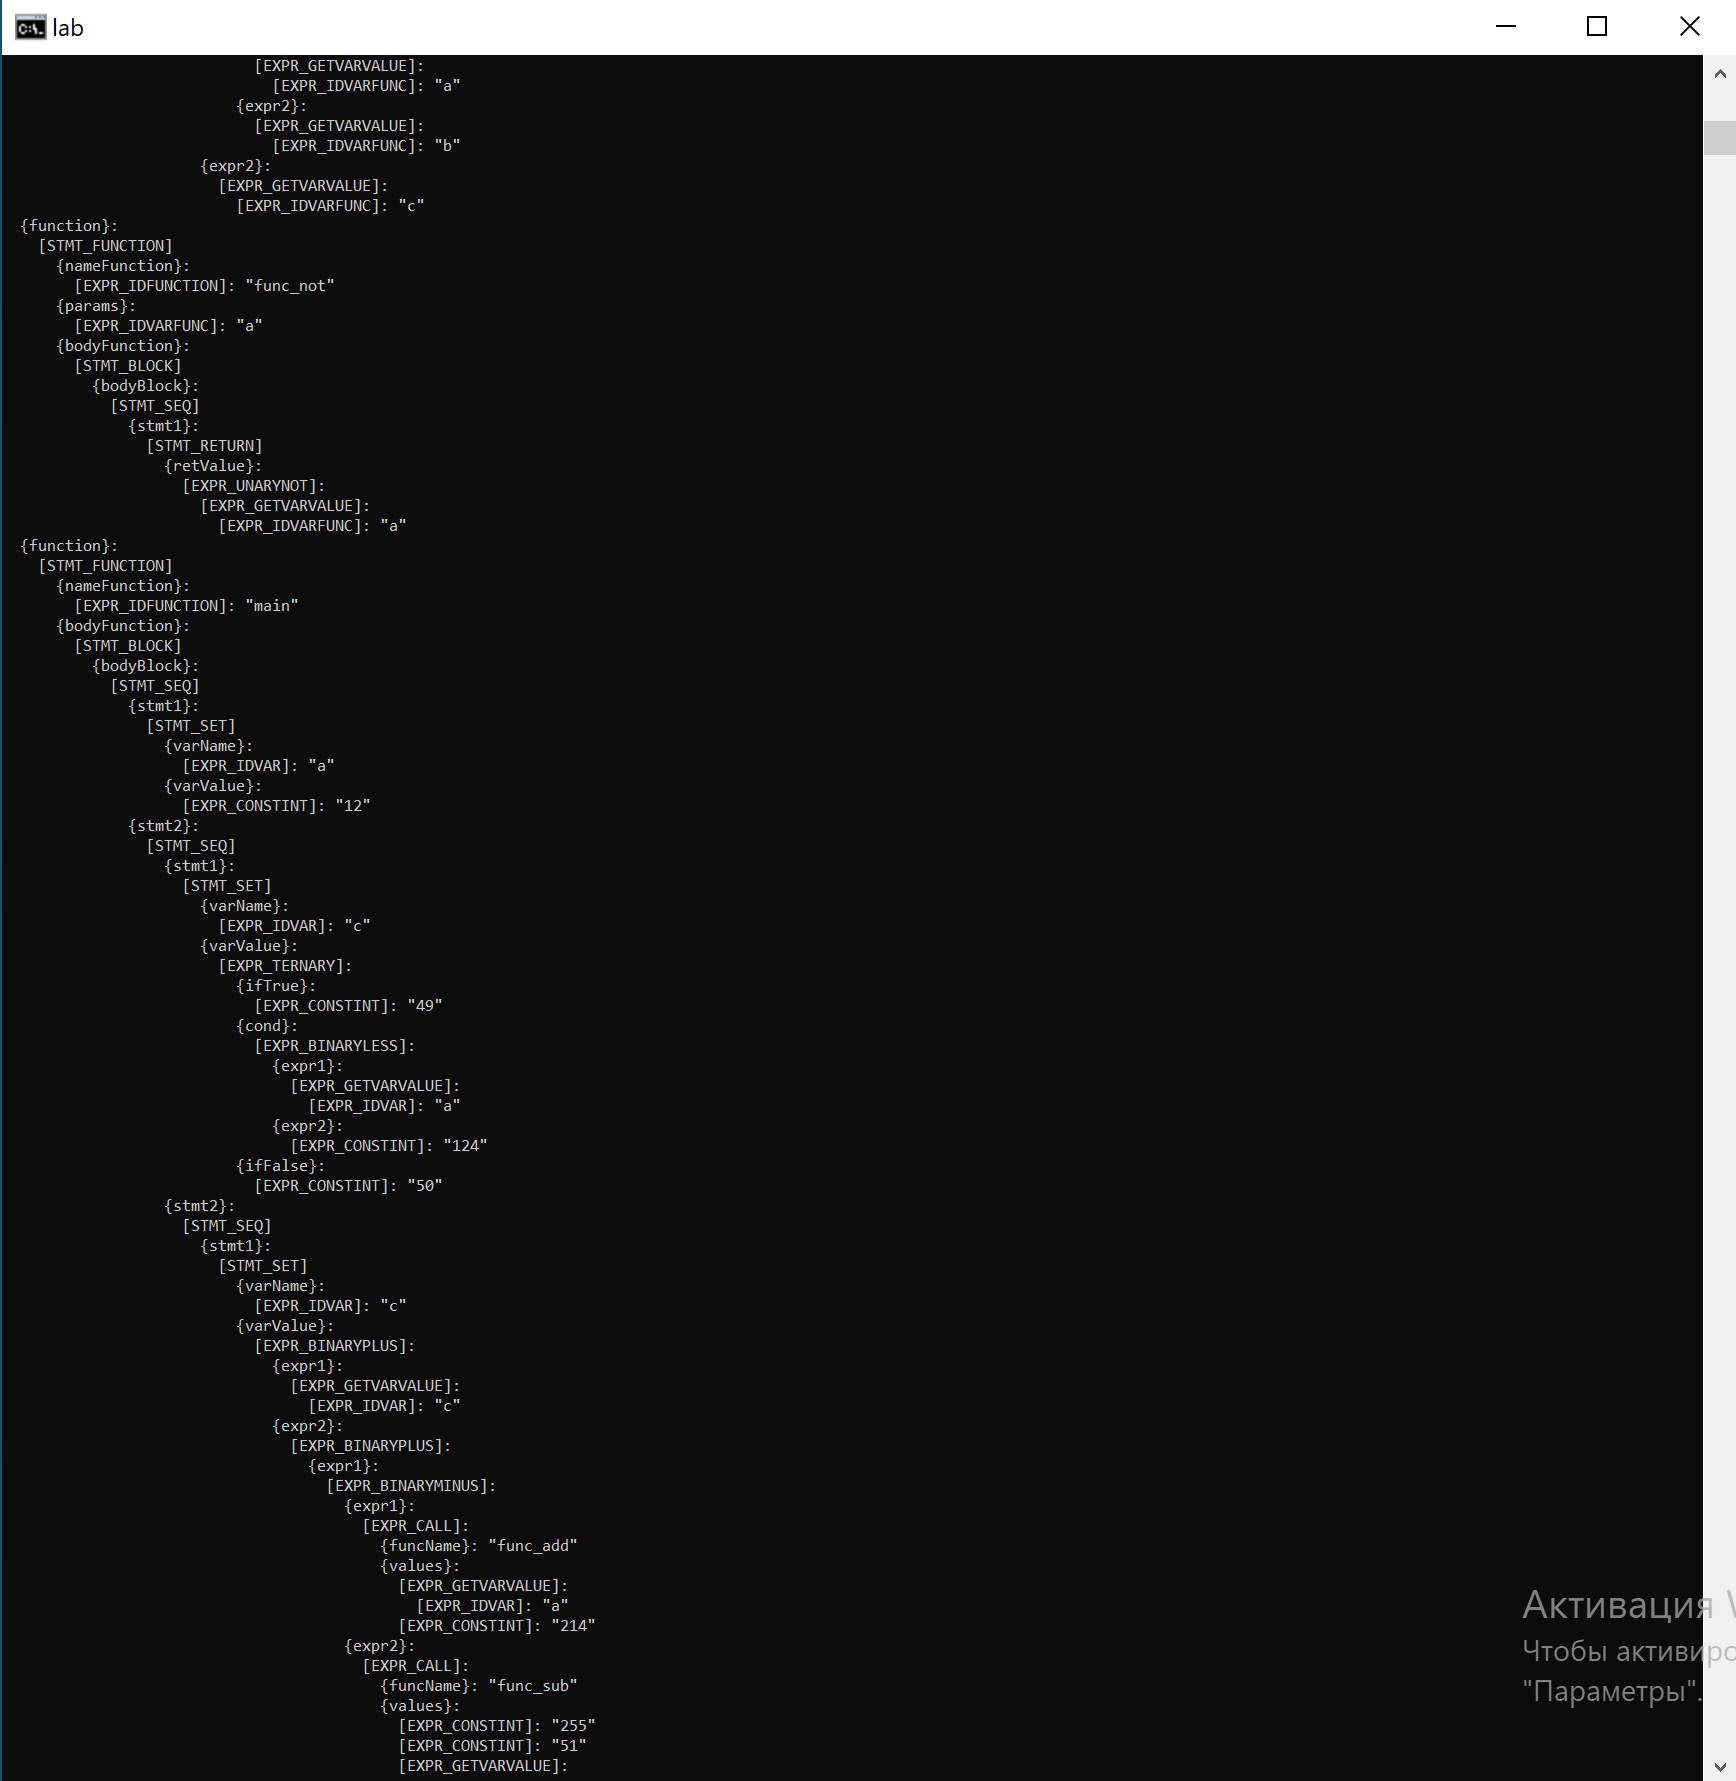 lab
[EXPR_GETVARVALUE]:
[EXPR_IDVARFUNC]: "a"
{expr2}:
[EXPR_GETVARVALUE]:
[EXPR_IDVARFUNC]: "b"
{expr2}:
[EXPR_GETVARVALUE]:
[EXPR_IDVARFUNC]: "c"
{function}:
[STMT_FUNCTION]
{nameFunction}:
[EXPR_IDFUNCTION]: "func_not"
{params}:
[EXPR_IDVARFUNC]: "a"
{bodyFunction}:
[STMT_BLOCK]
{bodyBlock}:
[STMT_SEQ]
{stmt1}:
[STMT_RETURN]
{retValue}:
[EXPR_UNARYNOT]:
[EXPR_GETVARVALUE]:
[EXPR_IDVARFUNC]: "a"
{function}:
[STMT_FUNCTION]
{nameFunction}:
[EXPR_IDFUNCTION]: "main"
{bodyFunction}:
[STMT_BLOCK]
{bodyBlock}:
[STMT_SEQ]
{stmt1}:
[STMT_SET]
{varName}:
[EXPR_IDVAR]: "a"
{varValue}:
[EXPR_CONSTINT]: "12"
{stmt2}:
[STMT_SEQ]
{stmt1}:
[STMT_SET]
{varName}:
[EXPR_IDVAR]: "c"
{varValue}:
[EXPR_TERNARY]:
{ifTrue}:
[EXPR_CONSTINT]: "49"
{cond}:
[EXPR_BINARYLESS]:
{expr1}:
[EXPR_GETVARVALUE]:
[EXPR_IDVAR]: "a"
{expr2}:
[EXPR_CONSTINT]: "124"
{ifFalse}:
[EXPR_CONSTINT]: "50"
{stmt2}:
[STMT_SEQ]
{stmt1}:
[STMT_SET]
{varName}:
[EXPR_IDVAR]: "c"
{varValue}:
[EXPR_BINARYPLUS]:
{expr1}:
[EXPR_GETVARVALUE]:
[EXPR_IDVAR]: "c"
{expr2}:
[EXPR_BINARYPLUS]:
{expr1}:
[EXPR_BINARYMINUS]:
{expr1}:
[EXPR_CALL]:
{funcName}: "func_add"
{values}:
[EXPR_GETVARVALUE]:
[EXPR_IDVAR]: "a"
[EXPR_CONSTINT]: "214"
{expr2}:
[EXPR_CALL]:
{funcName}: "func_sub"
{values}:
[EXPR_CONSTINT]: "255"
[EXPR_CONSTINT]: "51"
[EXPR_GETVARVALUE]:
Активация
Чтобы активиро
"Параметры".